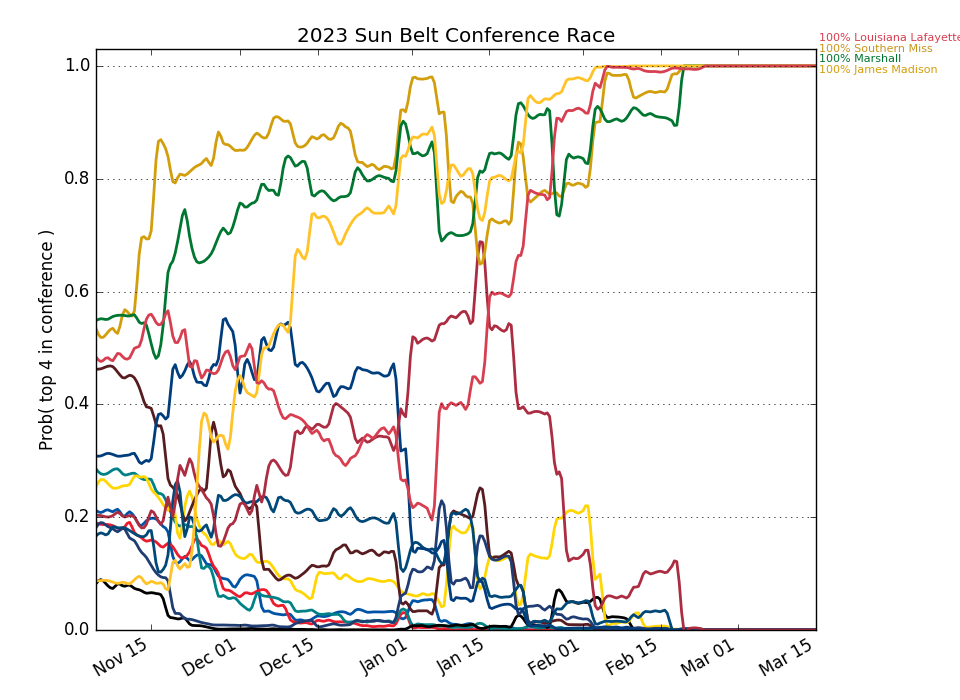 2023 Sun Belt Conference Race
100% Louisiana Lafayette
100% Southern Miss
100% Marshall
100% James Madison
Prob( top 4 in conference )
1.0
0.8
0.6
0.4
0.2
0.0
Nov 15
Dec 01
Dec 15
Jan 01
Jan 15
Feb 01
Feb 15
Mar 01
Mar 15